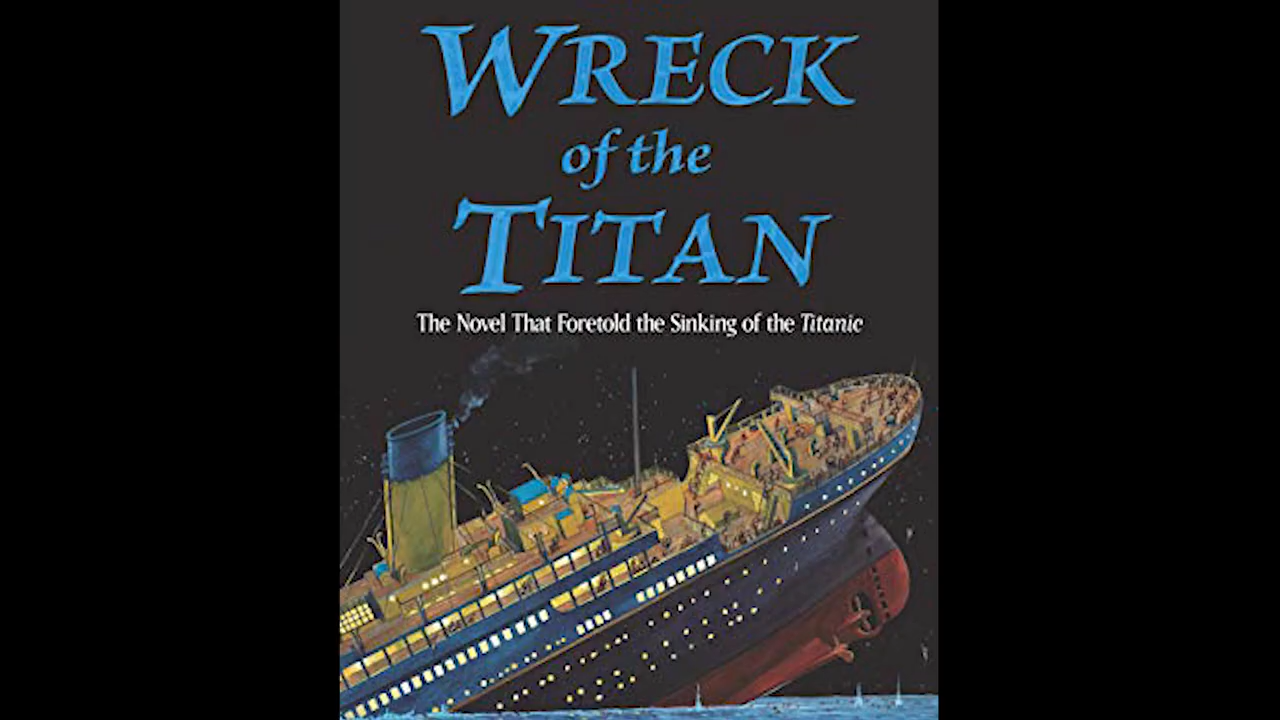 WRECK
of the
TITAN
The Novel That Foretold the Sinking of the Titanic